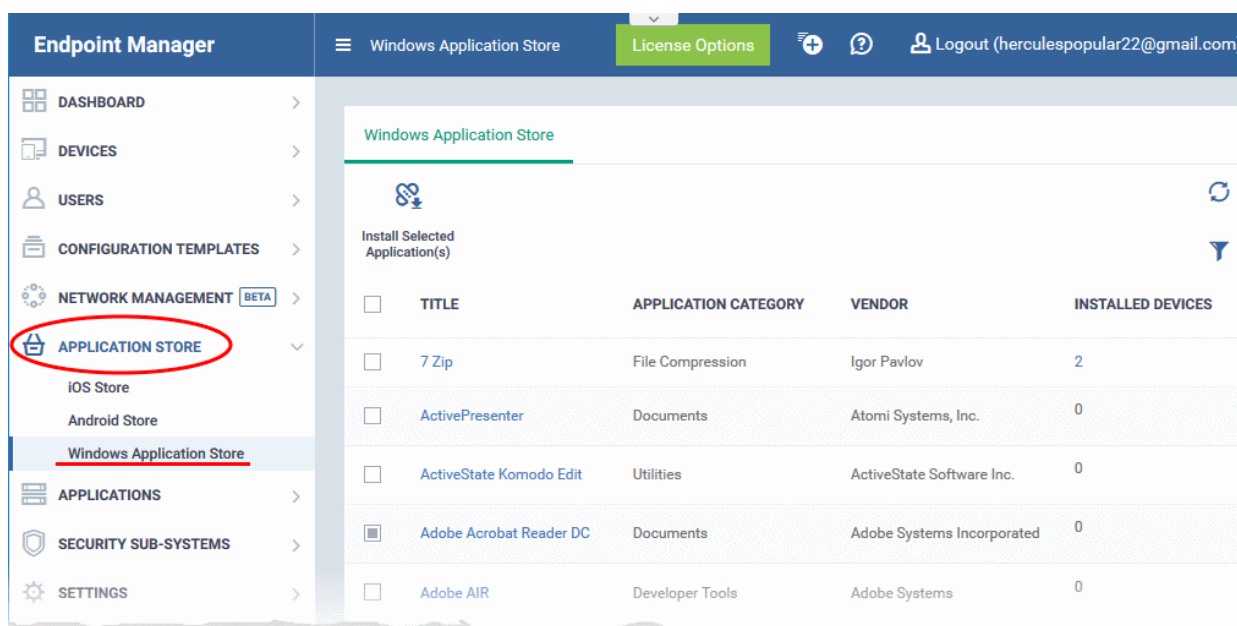 Endpoint Manager
Windows Application Store
License Options
Logout (herculespopular22@gmail.com
DASHBOARD
DEVICES
USERS
CONFIGURATION TEMPLATES
NETWORK MANAGEMENT BETA
APPLICATION STORE
iOS Store
Android Store
Windows Application Store
APPLICATIONS
SECURITY SUB-SYSTEMS
SETTINGS
Windows Application Store
Install Selected
Application(s)
TITLE APPLICATION CATEGORY VENDOR INSTALLED DEVICES
7 Zip File Compression Igor Pavlov 2
ActivePresenter Documents Atomi Systems, Inc. 0
ActiveState Komodo Edit Utilities ActiveState Software Inc. 0
Adobe Acrobat Reader DC Documents Adobe Systems Incorporated 0
Adobe AIR Developer Tools Adobe Systems 0